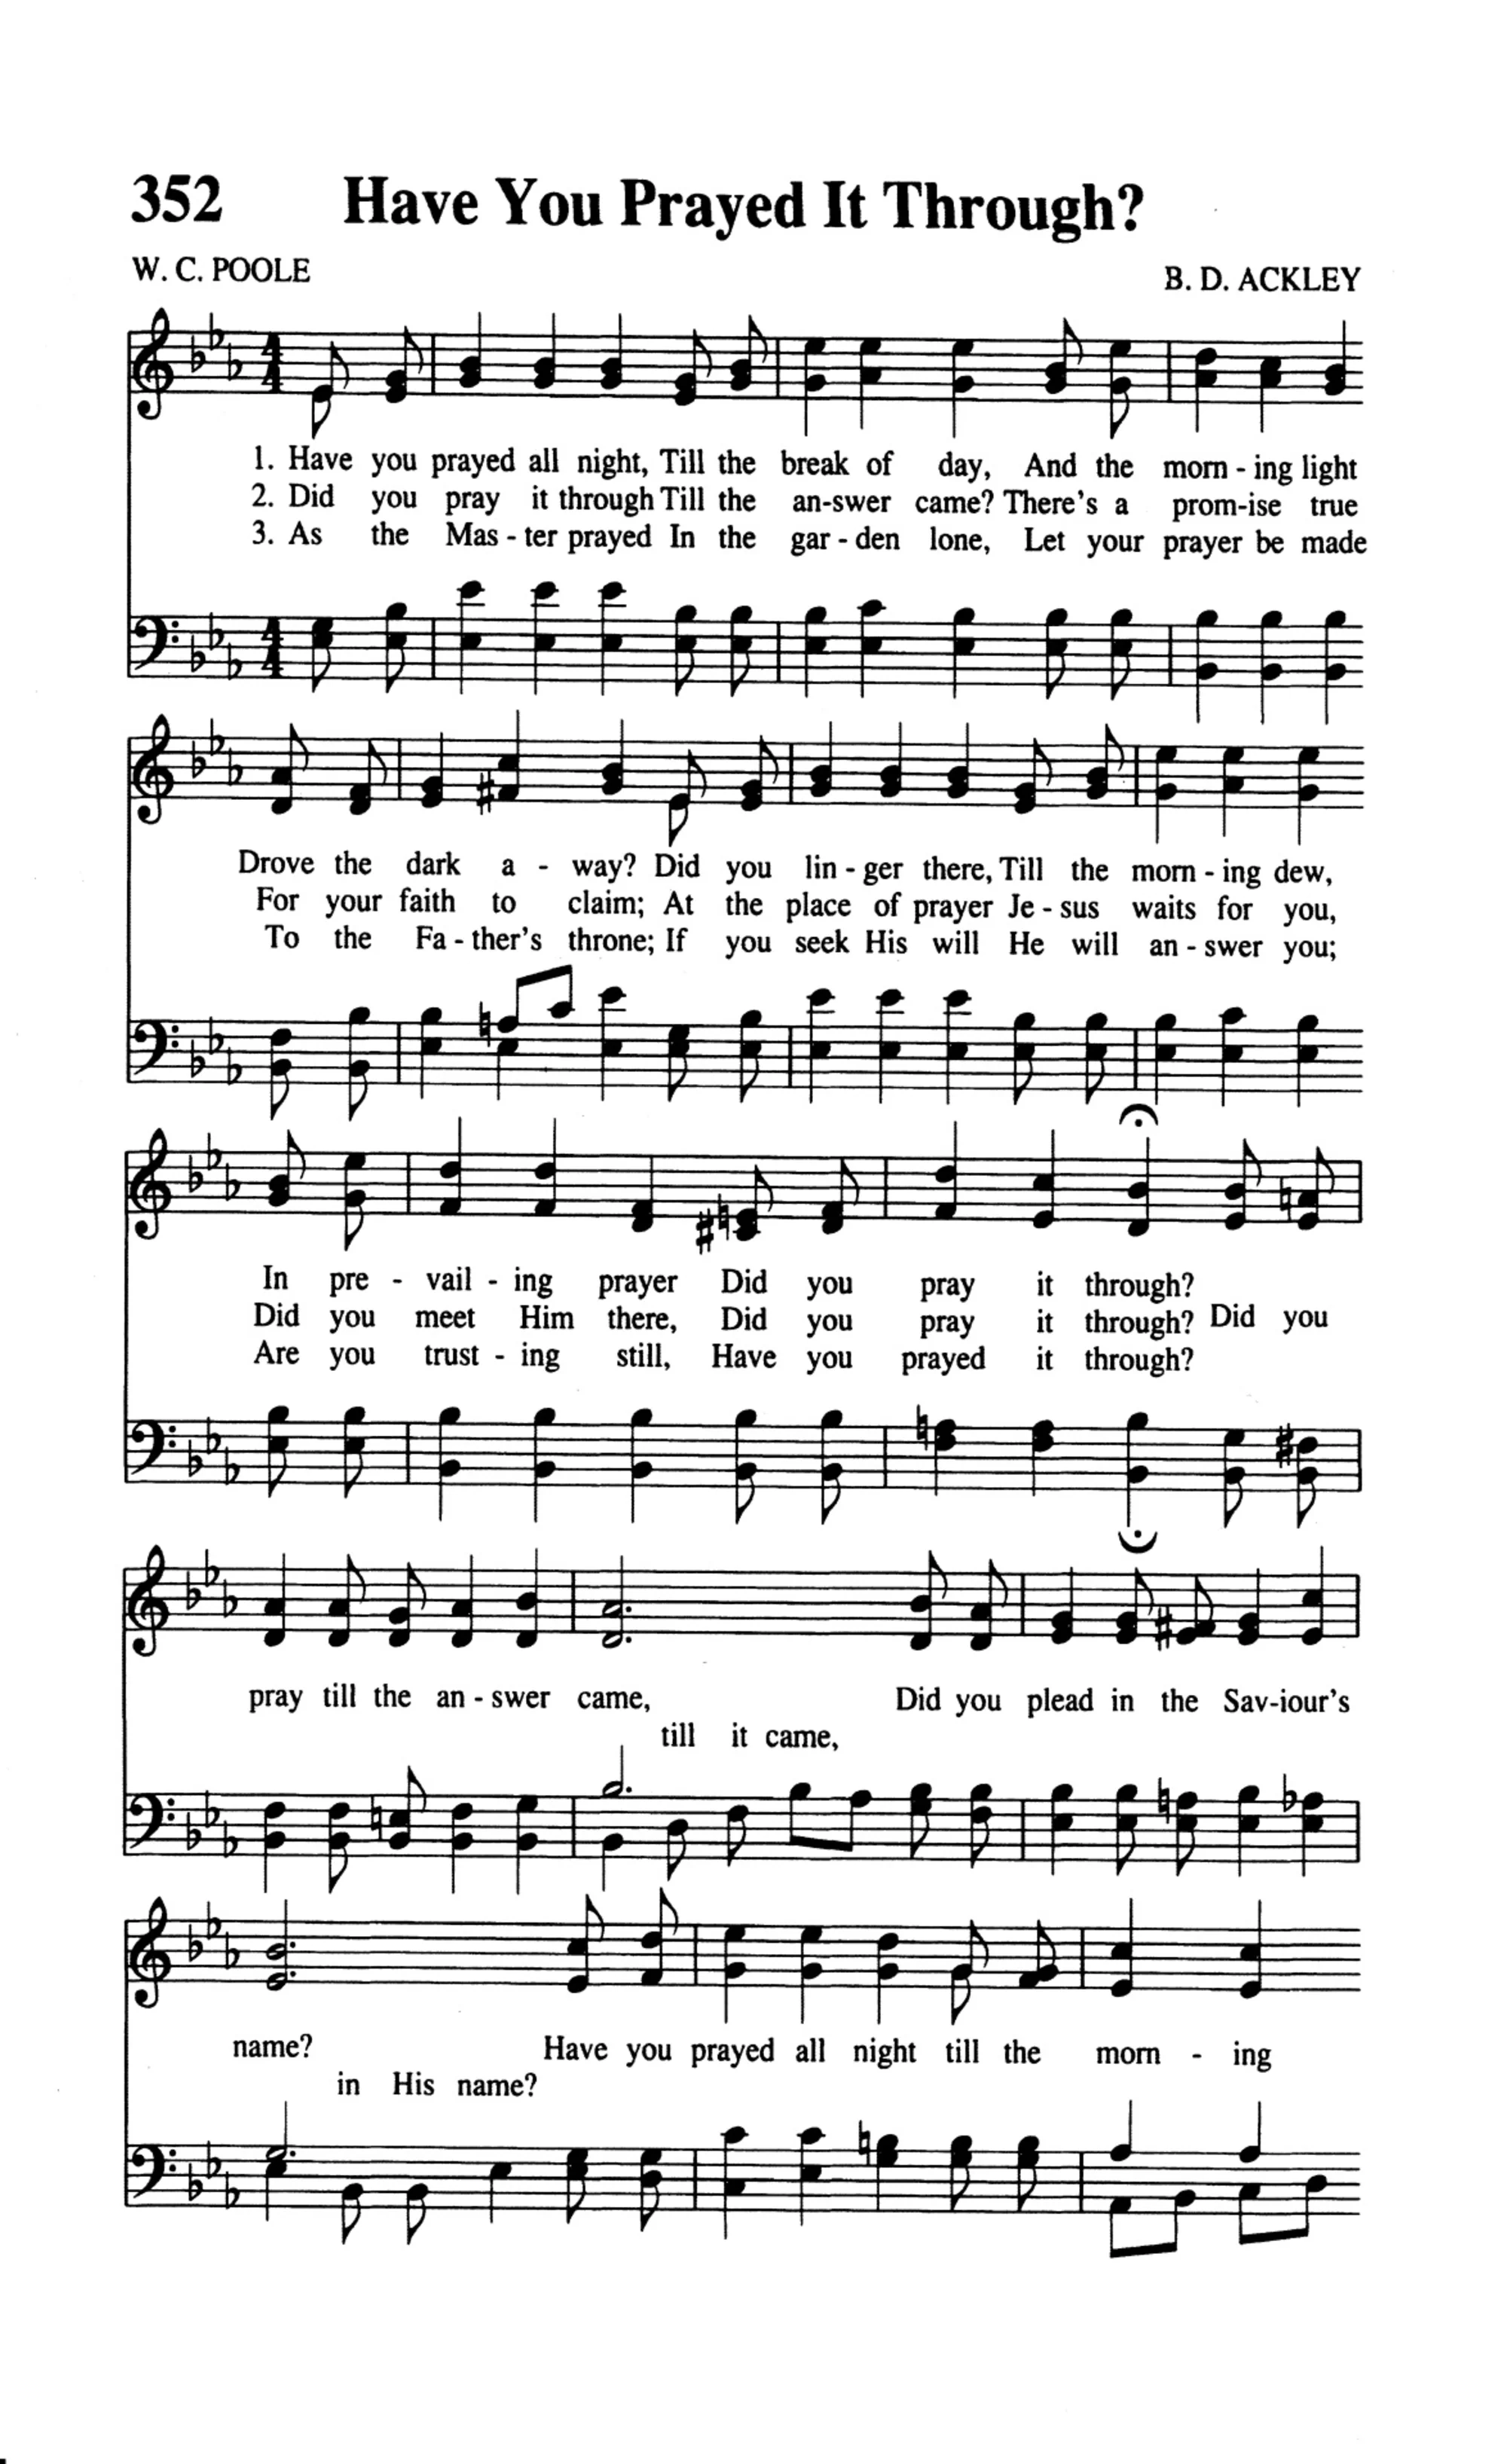 352 Have You Prayed It Through?
W. C. POOLE B. D. ACKLEY
1. Have you prayed all night, Till the break of day, And the morn - ing light
2. Did you pray it through Till the an-swer came? There's a prom-ise true
3. As the Mas - ter prayed In the gar - den lone, Let your prayer be made
Drove the dark a - way? Did you lin - ger there, Till the morn - ing dew,
For your faith to claim; At the place of prayer Je - sus waits for you,
To the Fa - ther's throne; If you seek His will He will an - swer you;
In pre - vail - ing prayer Did you pray it through?
Did you meet Him there, Did you pray it through? Did you
Are you trust - ing still, Have you prayed it through?
pray till the an - swer came, Did you plead in the Sav-iour's
till it came,
name? Have you prayed all night till the morn - ing
in His name?